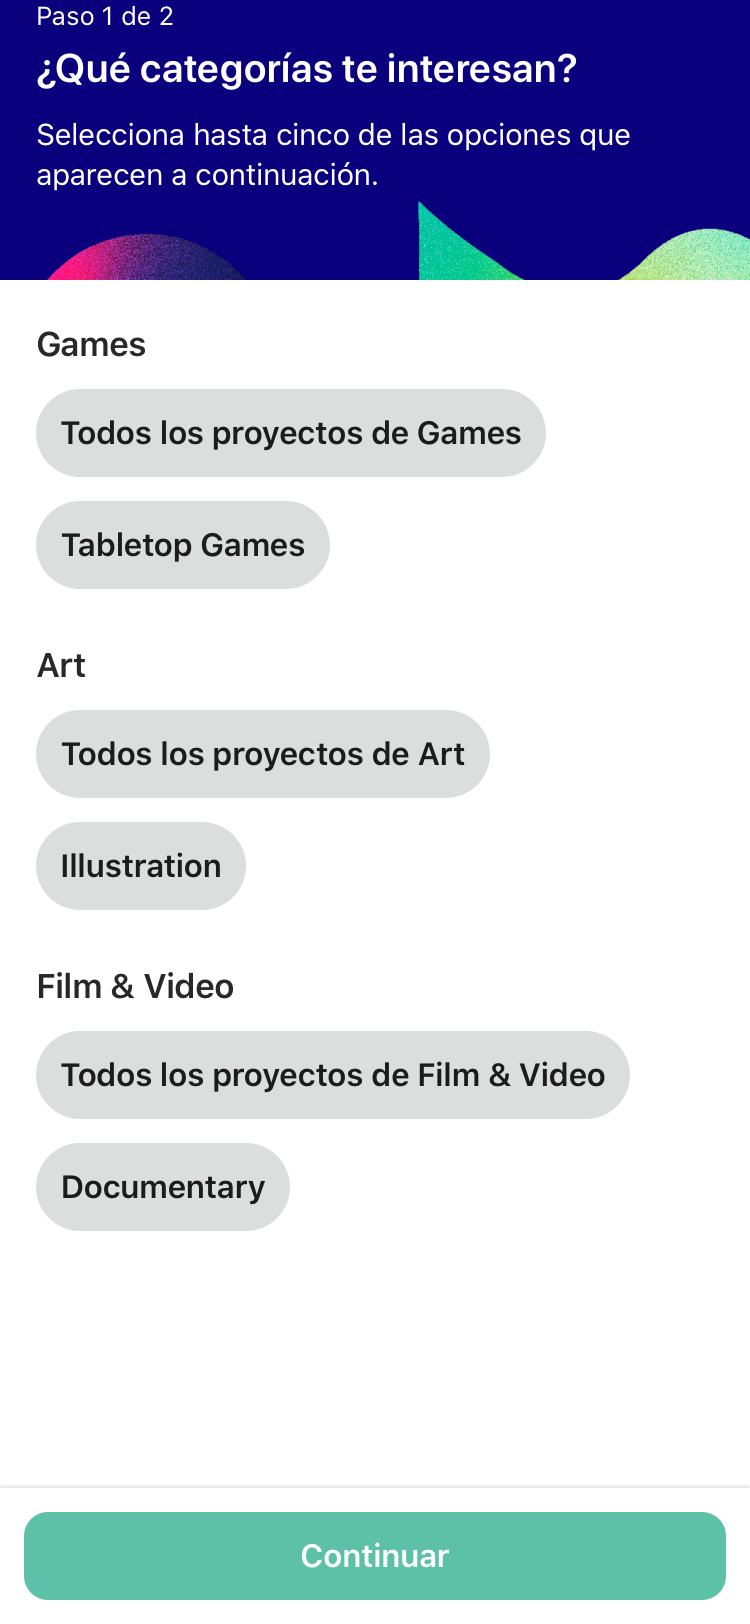 Paso 1 de 2
¿Qué categorías te interesan?
Selecciona hasta cinco de las opciones que
aparecen a continuación.
Games
Todos los proyectos de Games
Tabletop Games
Art
Todos los proyectos de Art
Illustration
Film & Video
Todos los proyectos de Film & Video
Documentary
Continuar